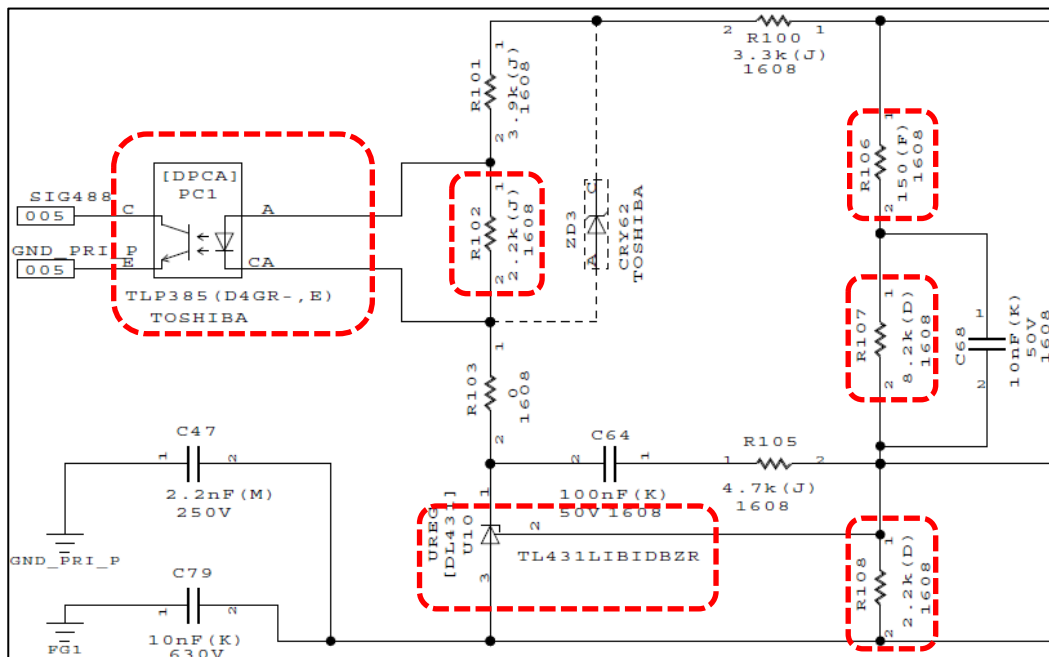 2
R100
1
3.3k(J)
1608
1
R101
3.9k(J)
1608
2
[DPCA]
PC1
SIG488
005
C
A
GND_PRI_P
005
E
CA
TLP385(D4GR-,E)
TOSHIBA
1
R102
2.2k(J)
1608
2
C
ZD3
A
CRY62
TOSHIBA
1
R106
150(F)
1608
2
1
R107
8.2k(D)
1608
2
1
C68
2
10nF(K)
50V
1608
1
R103
0
1608
2
C47
1
2
2.2nF(M)
250V
GND_PRI_P
C64
2
1
100nF(K)
50V 1608
R105
1
2
4.7k(J)
1608
UREG
[DL431]
U10
1
2
3
TL431LIBIDBZR
1
R108
2.2k(D)
1608
2
C79
1
2
10nF(K)
630V
FG1